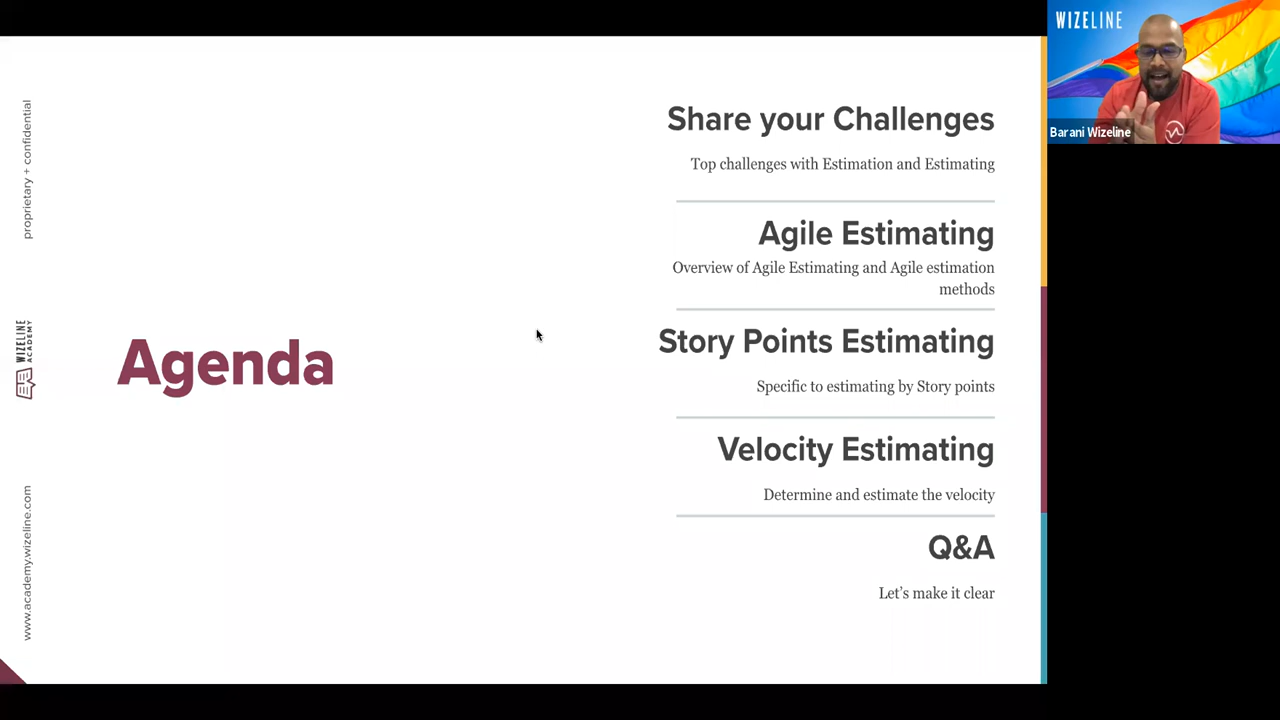 proprietary + confidential
WIZELINE
ACADEMY
www.academy.wizeline.com
Agenda
Share your Challenges
Top challenges with Estimation and Estimating
Agile Estimating
Overview of Agile Estimating and Agile estimation
methods
Story Points Estimating
Specific to estimating by Story points
Velocity Estimating
Determine and estimate the velocity
Q&A
Let’s make it clear
WIZELINE
Barani Wizeline